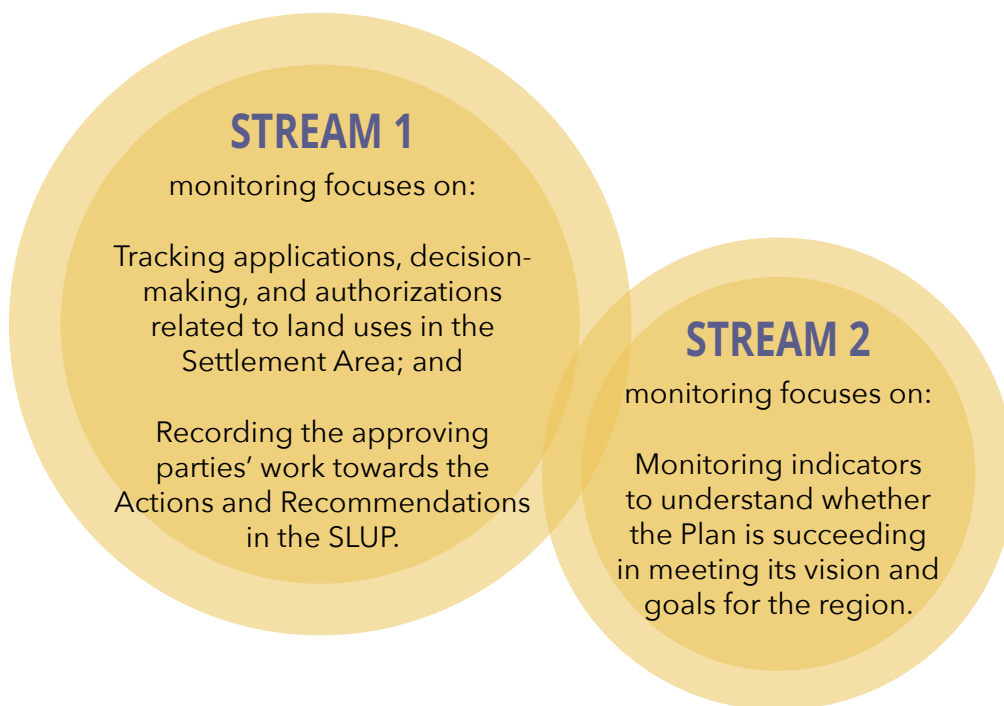 STREAM 1
monitoring focuses on:
Tracking applications, decision-
making, and authorizations
related to land uses in the
Settlement Area; and
Recording the approving
parties’ work towards the
Actions and Recommendations
in the SLUP.
STREAM 2
monitoring focuses on:
Monitoring indicators
to understand whether
the Plan is succeeding
in meeting its vision and
goals for the region.